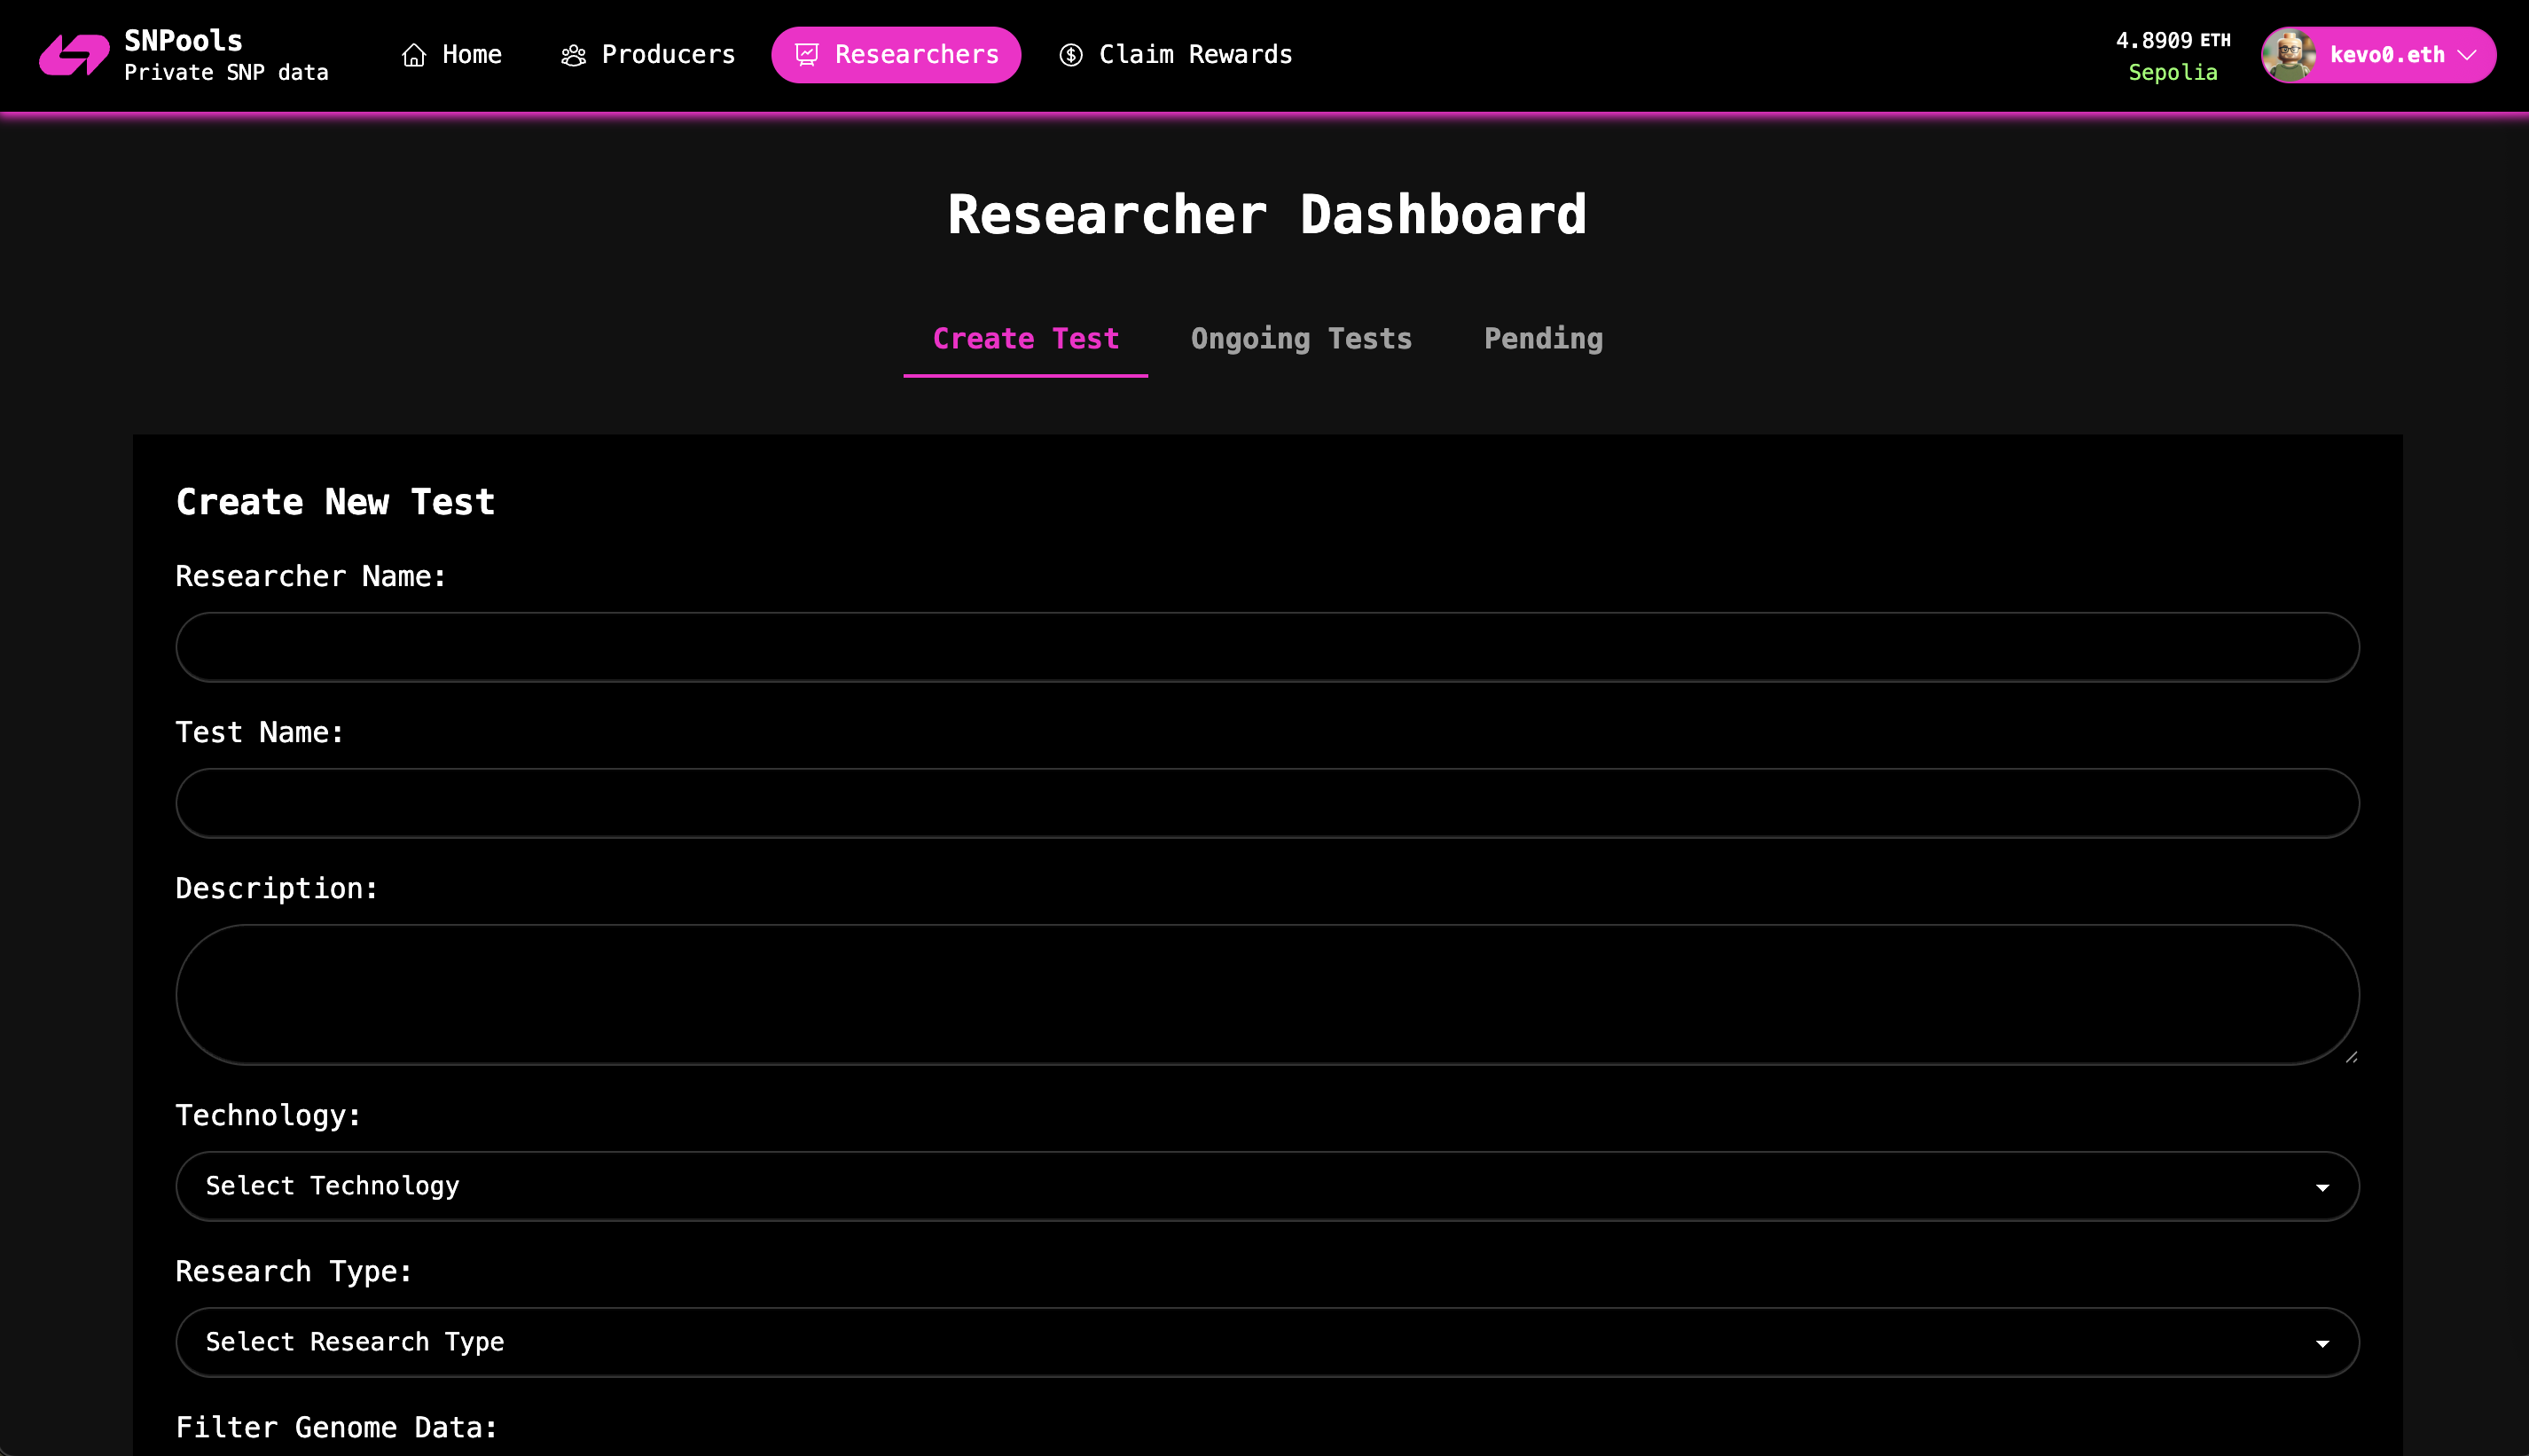 SNPools
Private SNP data
Home
Producers
Researchers
Claim Rewards
4.8909 ETH
Sepolia
kevo0.eth
Researcher Dashboard
Create Test
Ongoing Tests
Pending
Create New Test
Researcher Name:
Test Name:
Description:
Technology:
Select Technology
Research Type:
Select Research Type
Filter Genome Data: